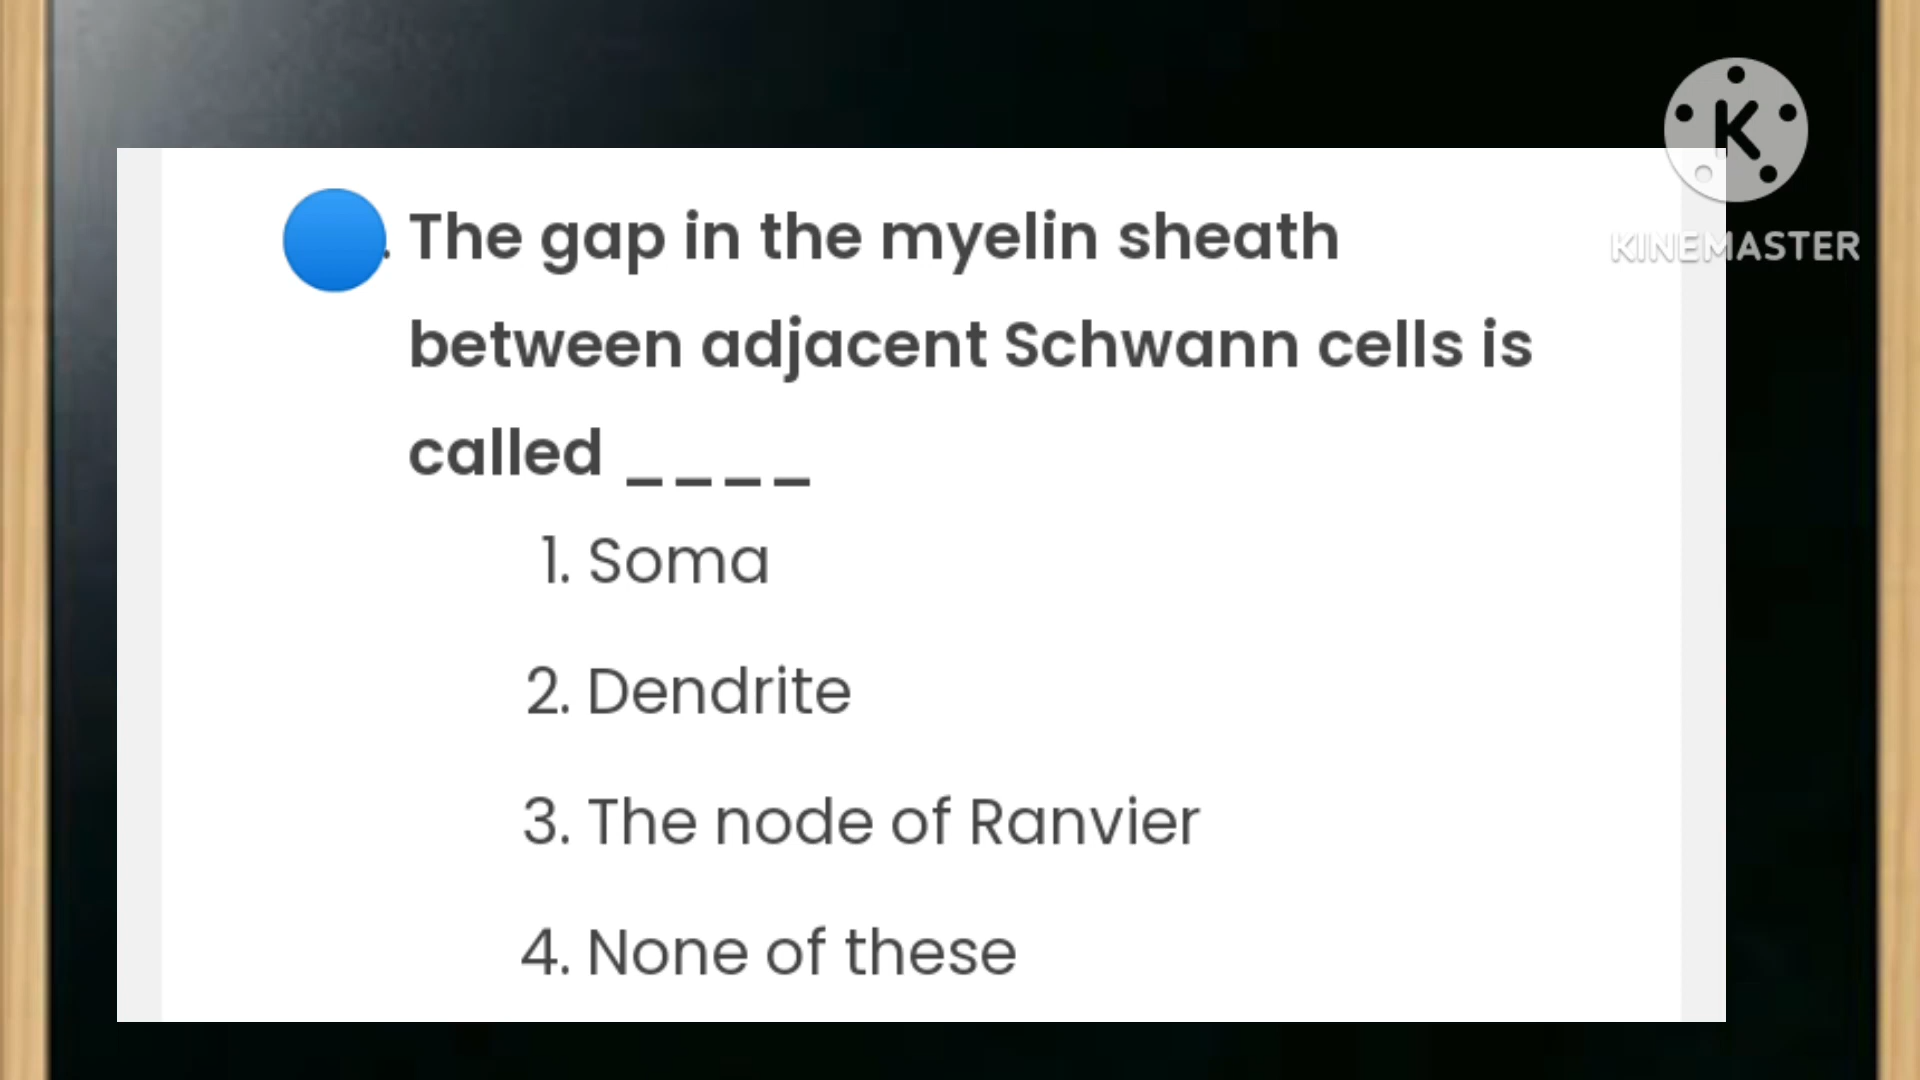 K
KINEMASTER
. The gap in the myelin sheath
between adjacent Schwann cells is
called _ _ _ _
1. Soma
2. Dendrite
3. The node of Ranvier
4. None of these